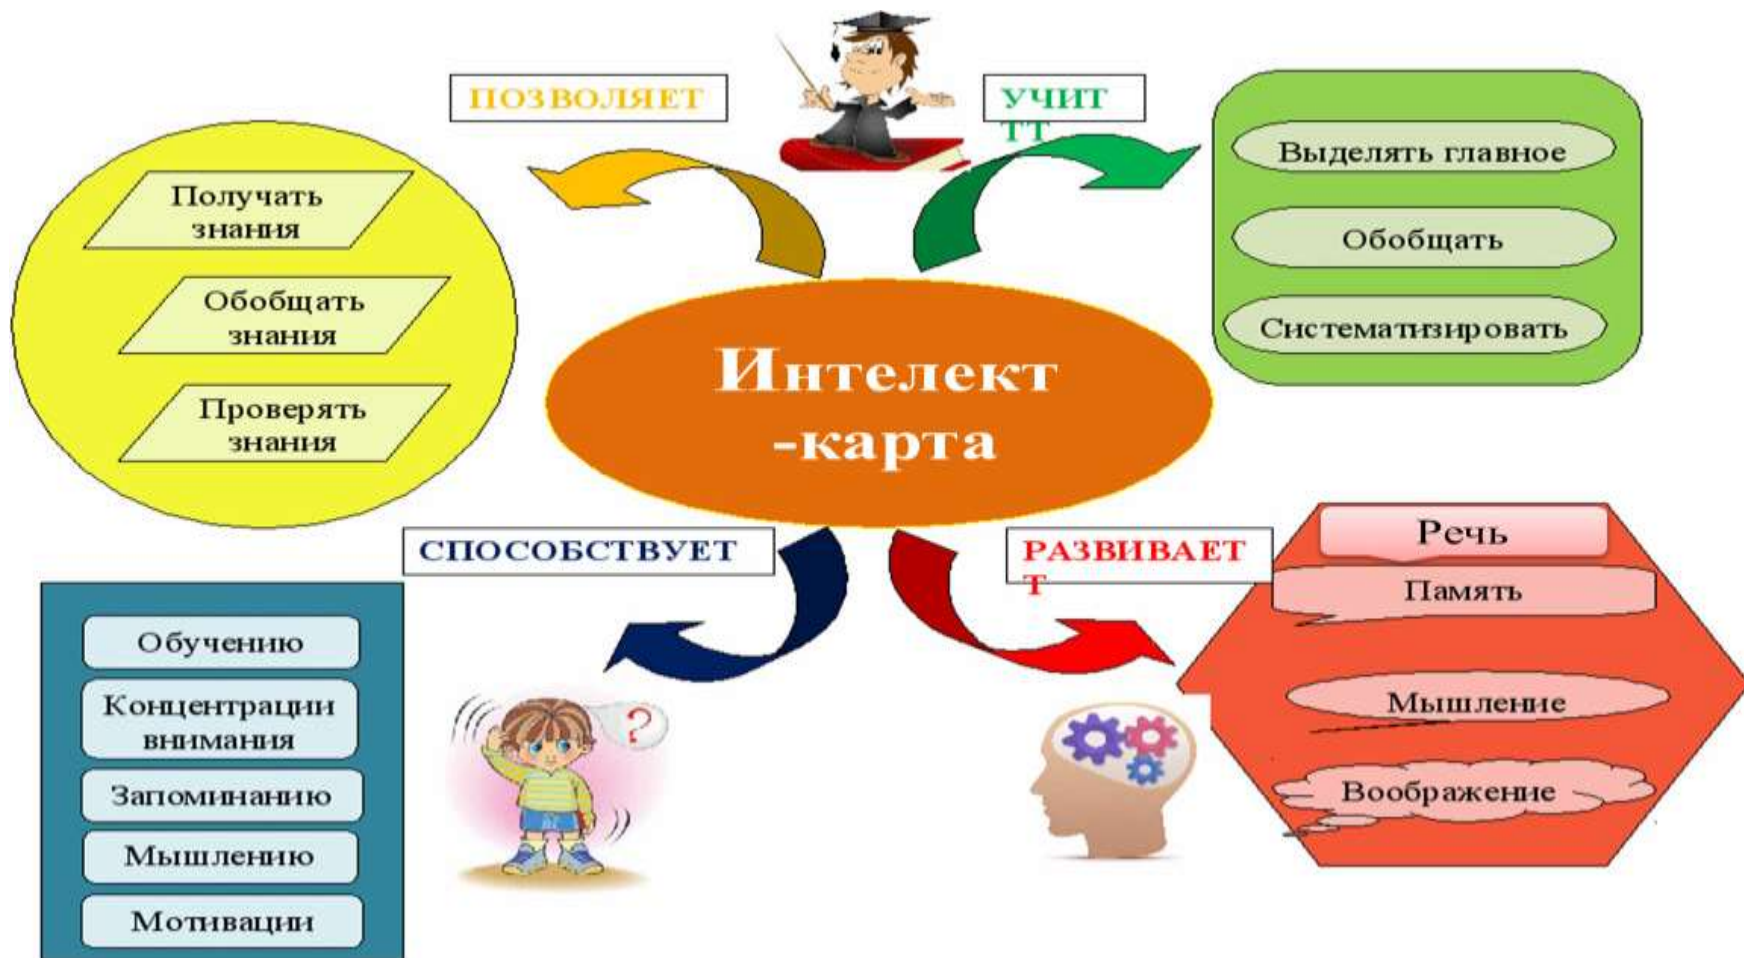 ПОЗВОЛЯЕТ
УЧИТ
ТТ
Получать
знания
Обобщать
знания
Проверять
знания
Выделять главное
Обобщать
Систематизировать
Интелект
-карта
СПОСОБСТВУЕТ
РАЗВИВАЕТ
Т
Обучению
Концентрации
внимания
Запоминанию
Мышлению
Мотивации
?
Речь
Память
Мышление
Воображение